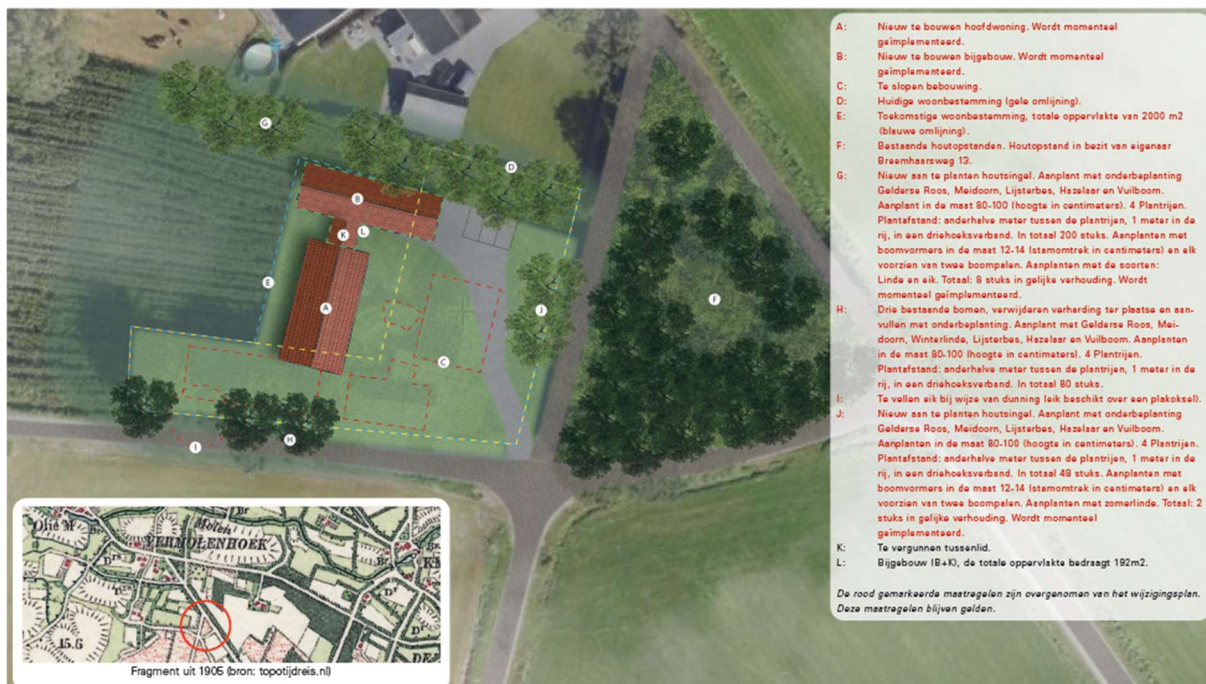 A: Nieuw te bouwen hoofdwoning. Wordt momenteel
geïmplementeerd.
B: Nieuw te bouwen bijgebouw. Wordt momenteel
geïmplementeerd.
C: Te slopen bebouwing.
D: Huidige woonbestemming (gele omlijning).
E: Toekomstige woonbestemming, totale oppervlakte van 2000 m2
(blauwe omlijning).
F: Bestaande houtopstanden. Houtopstand in bezit van eigenaar
Breemhaarsweg 13.
G: Nieuw aan te planten houtsingel. Aanplant met onderbeplanting
Gelderse Roos, Meidoorn, Lijsterbes, Hazelaar en Vuilboom.
Aanplant in de maat 80-100 (hoogte in centimeters). 4 Plantrijen.
Plantafstand: anderhalve meter tussen de plantrijen, 1 meter in de
rij, in een driehoeksverband. In totaal 200 stuks. Aanplanten met
boomvormers in de maat 12-14 (stamomtrek in centimeters) en elk
voorzien van twee boompalen. Aanplanten met de soorten:
Linde en eik. Totaal: 8 stuks in gelijke verhouding. Wordt
momenteel geïmplementeerd.
H: Drie bestaande bomen, verwijderen verharding ter plaatse en aan-
vullen met onderbeplanting. Aanplant met Gelderse Roos, Mei-
doorn, Winterlinde, Lijsterbes, Hazelaar en Vuilboom. Aanplanten
in de maat 80-100 (hoogte in centimeters). 4 Plantrijen.
Plantafstand: anderhalve meter tussen de plantrijen, 1 meter in de
rij, in een driehoeksverband. In totaal 80 stuks.
I: Te vellen eik bij wijze van dunning (eik beschikt over een plakoksel).
J: Nieuw aan te planten houtsingel. Aanplant met onderbeplanting
Gelderse Roos, Meidoorn, Lijsterbes, Hazelaar en Vuilboom.
Aanplanten in de maat 80-100 (hoogte in centimeters). 4 Plantrijen.
Plantafstand: anderhalve meter tussen de plantrijen, 1 meter in de
rij, in een driehoeksverband. In totaal 48 stuks. Aanplanten met
boomvormers in de maat 12-14 (stamomtrek in centimeters) en elk
voorzien van twee boompalen. Aanplanten met zomerlinde. Totaal: 2
stuks in gelijke verhouding. Wordt momenteel
geïmplementeerd.
K: Te vergunnen tussenlid.
L: Bijgebouw (B+K), de totale oppervlakte bedraagt 192m2.
De rood gemarkeerde maatregelen zijn overgenomen van het wijzigingsplan.
Deze maatregelen blijven gelden.
G
D
B
K
L
E
A
J
F
C
H
I
Olie M
Br
Molen
Br
VERMOLENHOEK
Br
Dr
Dr
Br
Dr
15.6
Dr
Fragment uit 1905 (bron: topotijdreis.nl)